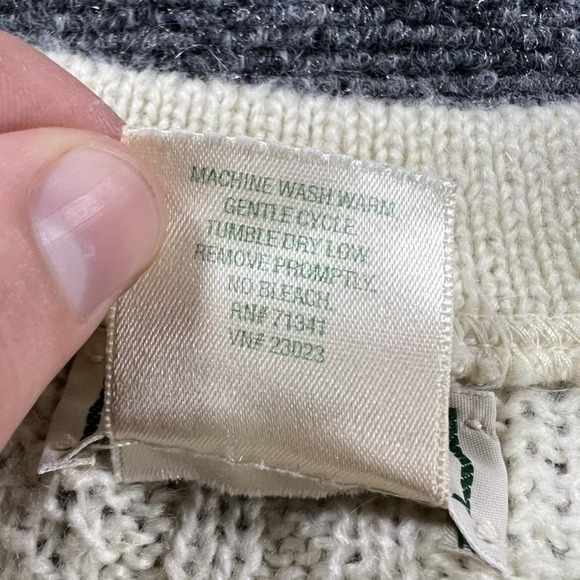 MACHINE WASH WARM,
GENTLE CYCLE.
TUMBLE DRY LOW.
REMOVE PROMPTLY.
NO BLEACH
RN# 71341
VN# 23023